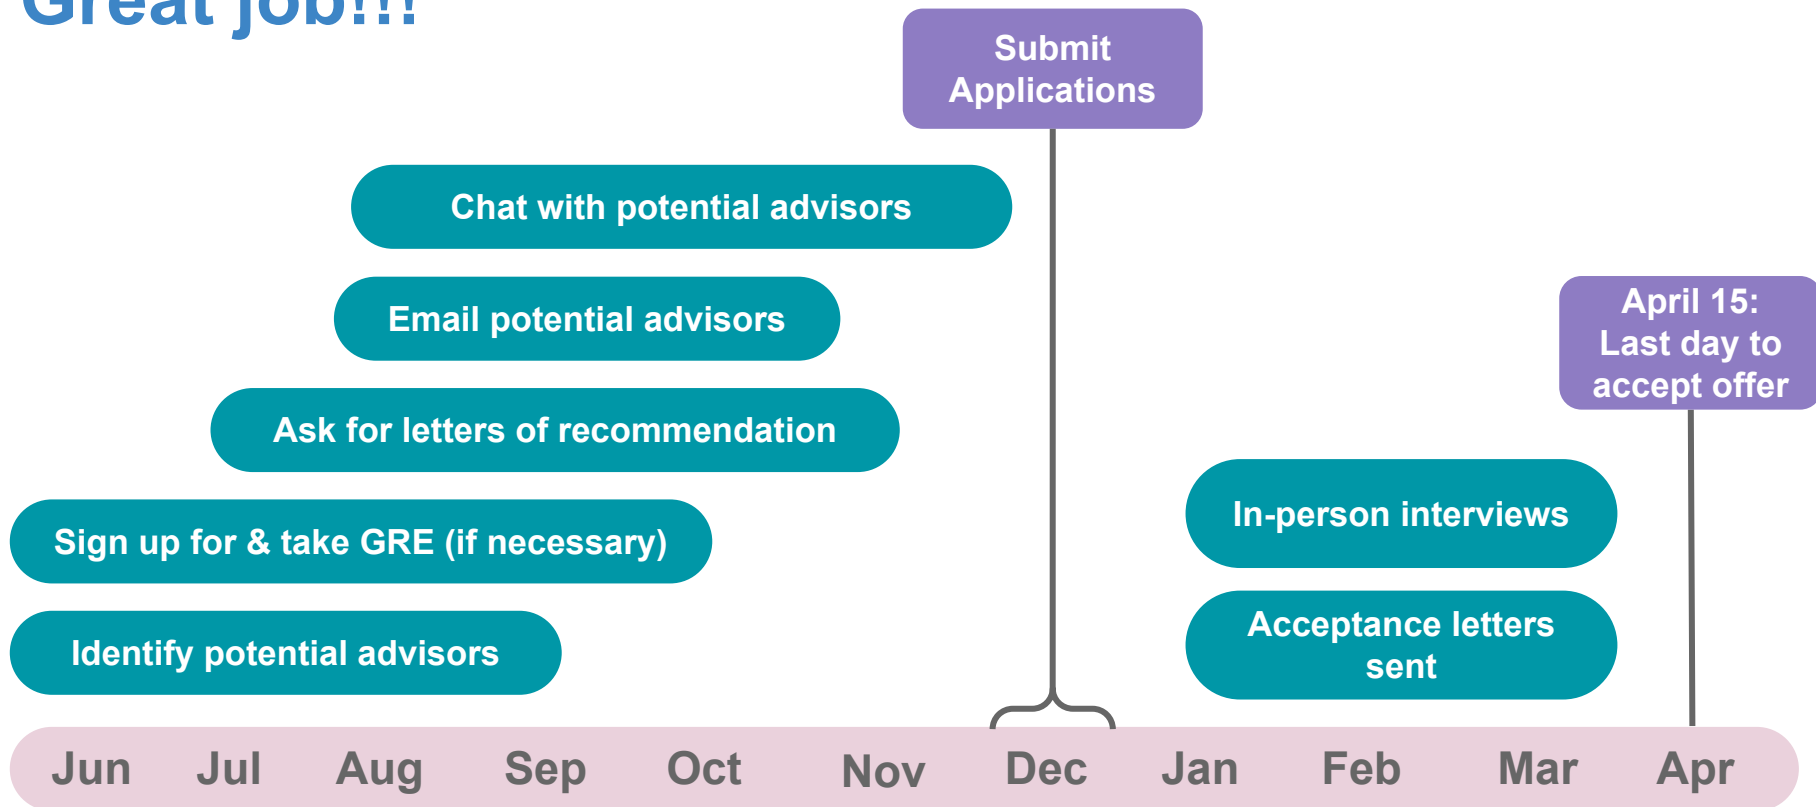 Great job!!!
Submit
Applications
Chat with potential advisors
Email potential advisors
April 15:
Last day to
accept offer
Ask for letters of recommendation
In-person interviews
Sign up for & take GRE (if necessary)
Acceptance letters
sent
Identify potential advisors
Jun Jul Aug Sep Oct Nov Dec Jan Feb Mar Apr